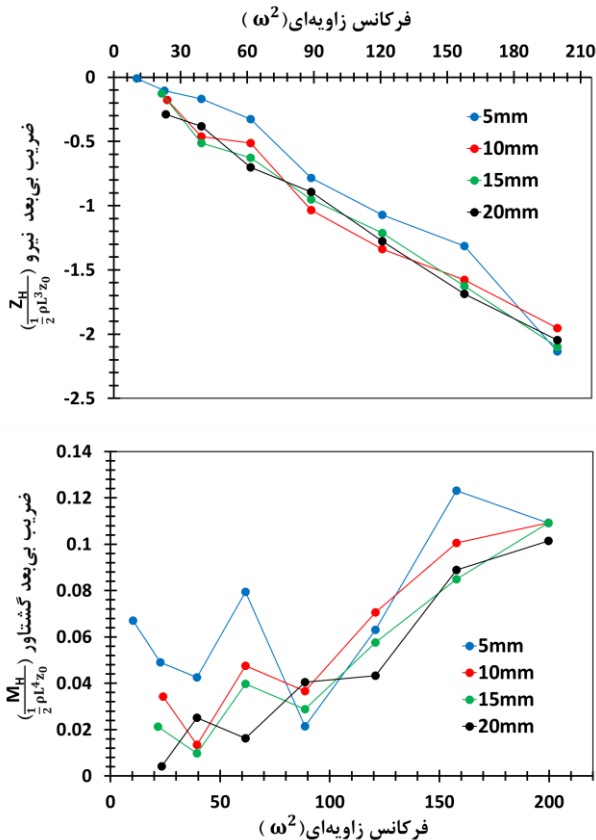 فرکانس زاویه‌ای(ω²)
0 30 60 90 120 150 180 210
0
-0.5
-1
-1.5
-2
-2.5
ضریب بی‌بعد نیرو (Z_H / ½ρL³z₀)
5mm
10mm
15mm
20mm
0.14
0.12
0.1
0.08
0.06
0.04
0.02
0
ضریب بی‌بعد گشتاور (M_H / ½ρL⁴z₀)
5mm
10mm
15mm
20mm
0 50 100 150 200
فرکانس زاویه‌ای(ω²)